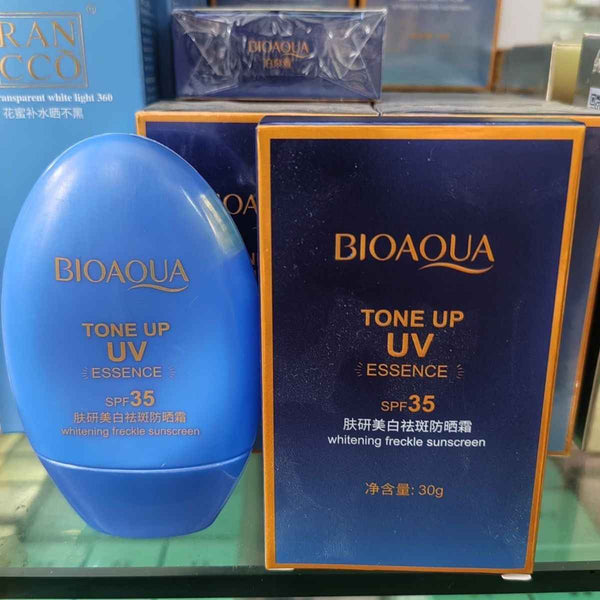 RAN
CCO
ransparent white light 360
花蜜补水晒不黑
BIOAQUA
OA
BIOAQUA
TONE UP
UV
ESSENCE
SPF35
肤研美白祛斑防晒霜
whitening freckle sunscreen
BIOAQUA
TONE UP
UV
ESSENCE
SPF35
肤研美白祛斑防晒霜
whitening freckle sunscreen
净含量: 30g